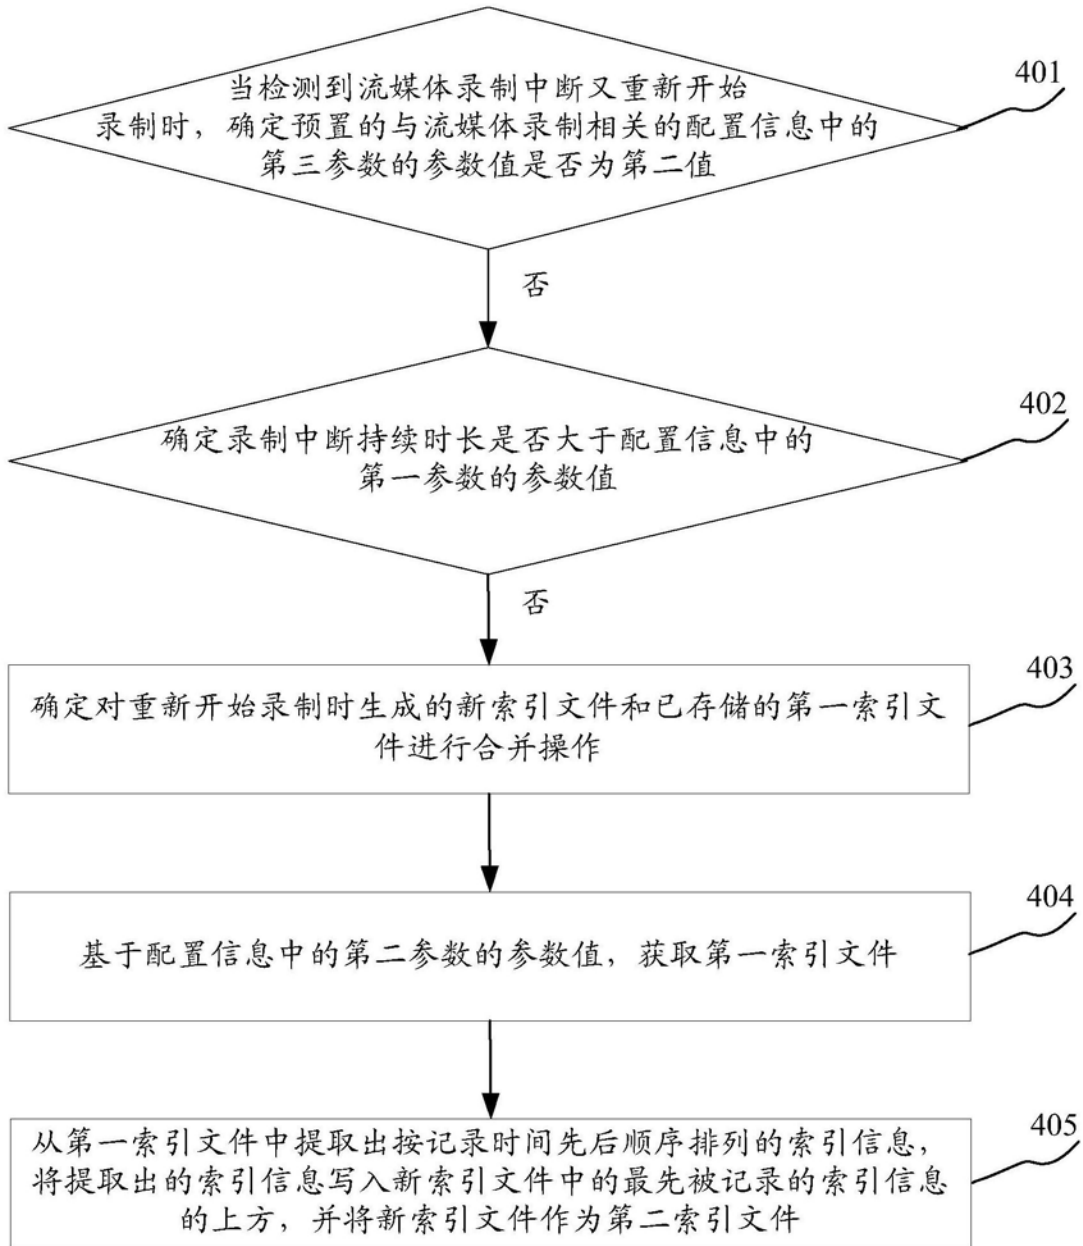 当检测到流媒体录制中断又重新开始
401
录制时，确定预置的与流媒体录制相关的配置信息中的
第三参数的参数值是否为第二值
否
402
确定录制中断持续时长是否大于配置信息中的
第一参数的参数值
否
403
确定对重新开始录制时生成的新索引文件和已存储的第一索引文
件进行合并操作
404
基于配置信息中的第二参数的参数值，获取第一索引文件
405
从第一索引文件中提取出按记录时间先后顺序排列的索引信息，
将提取出的索引信息写入新索引文件中的最先被记录的索引信息
的上方，并将新索引文件作为第二索引文件